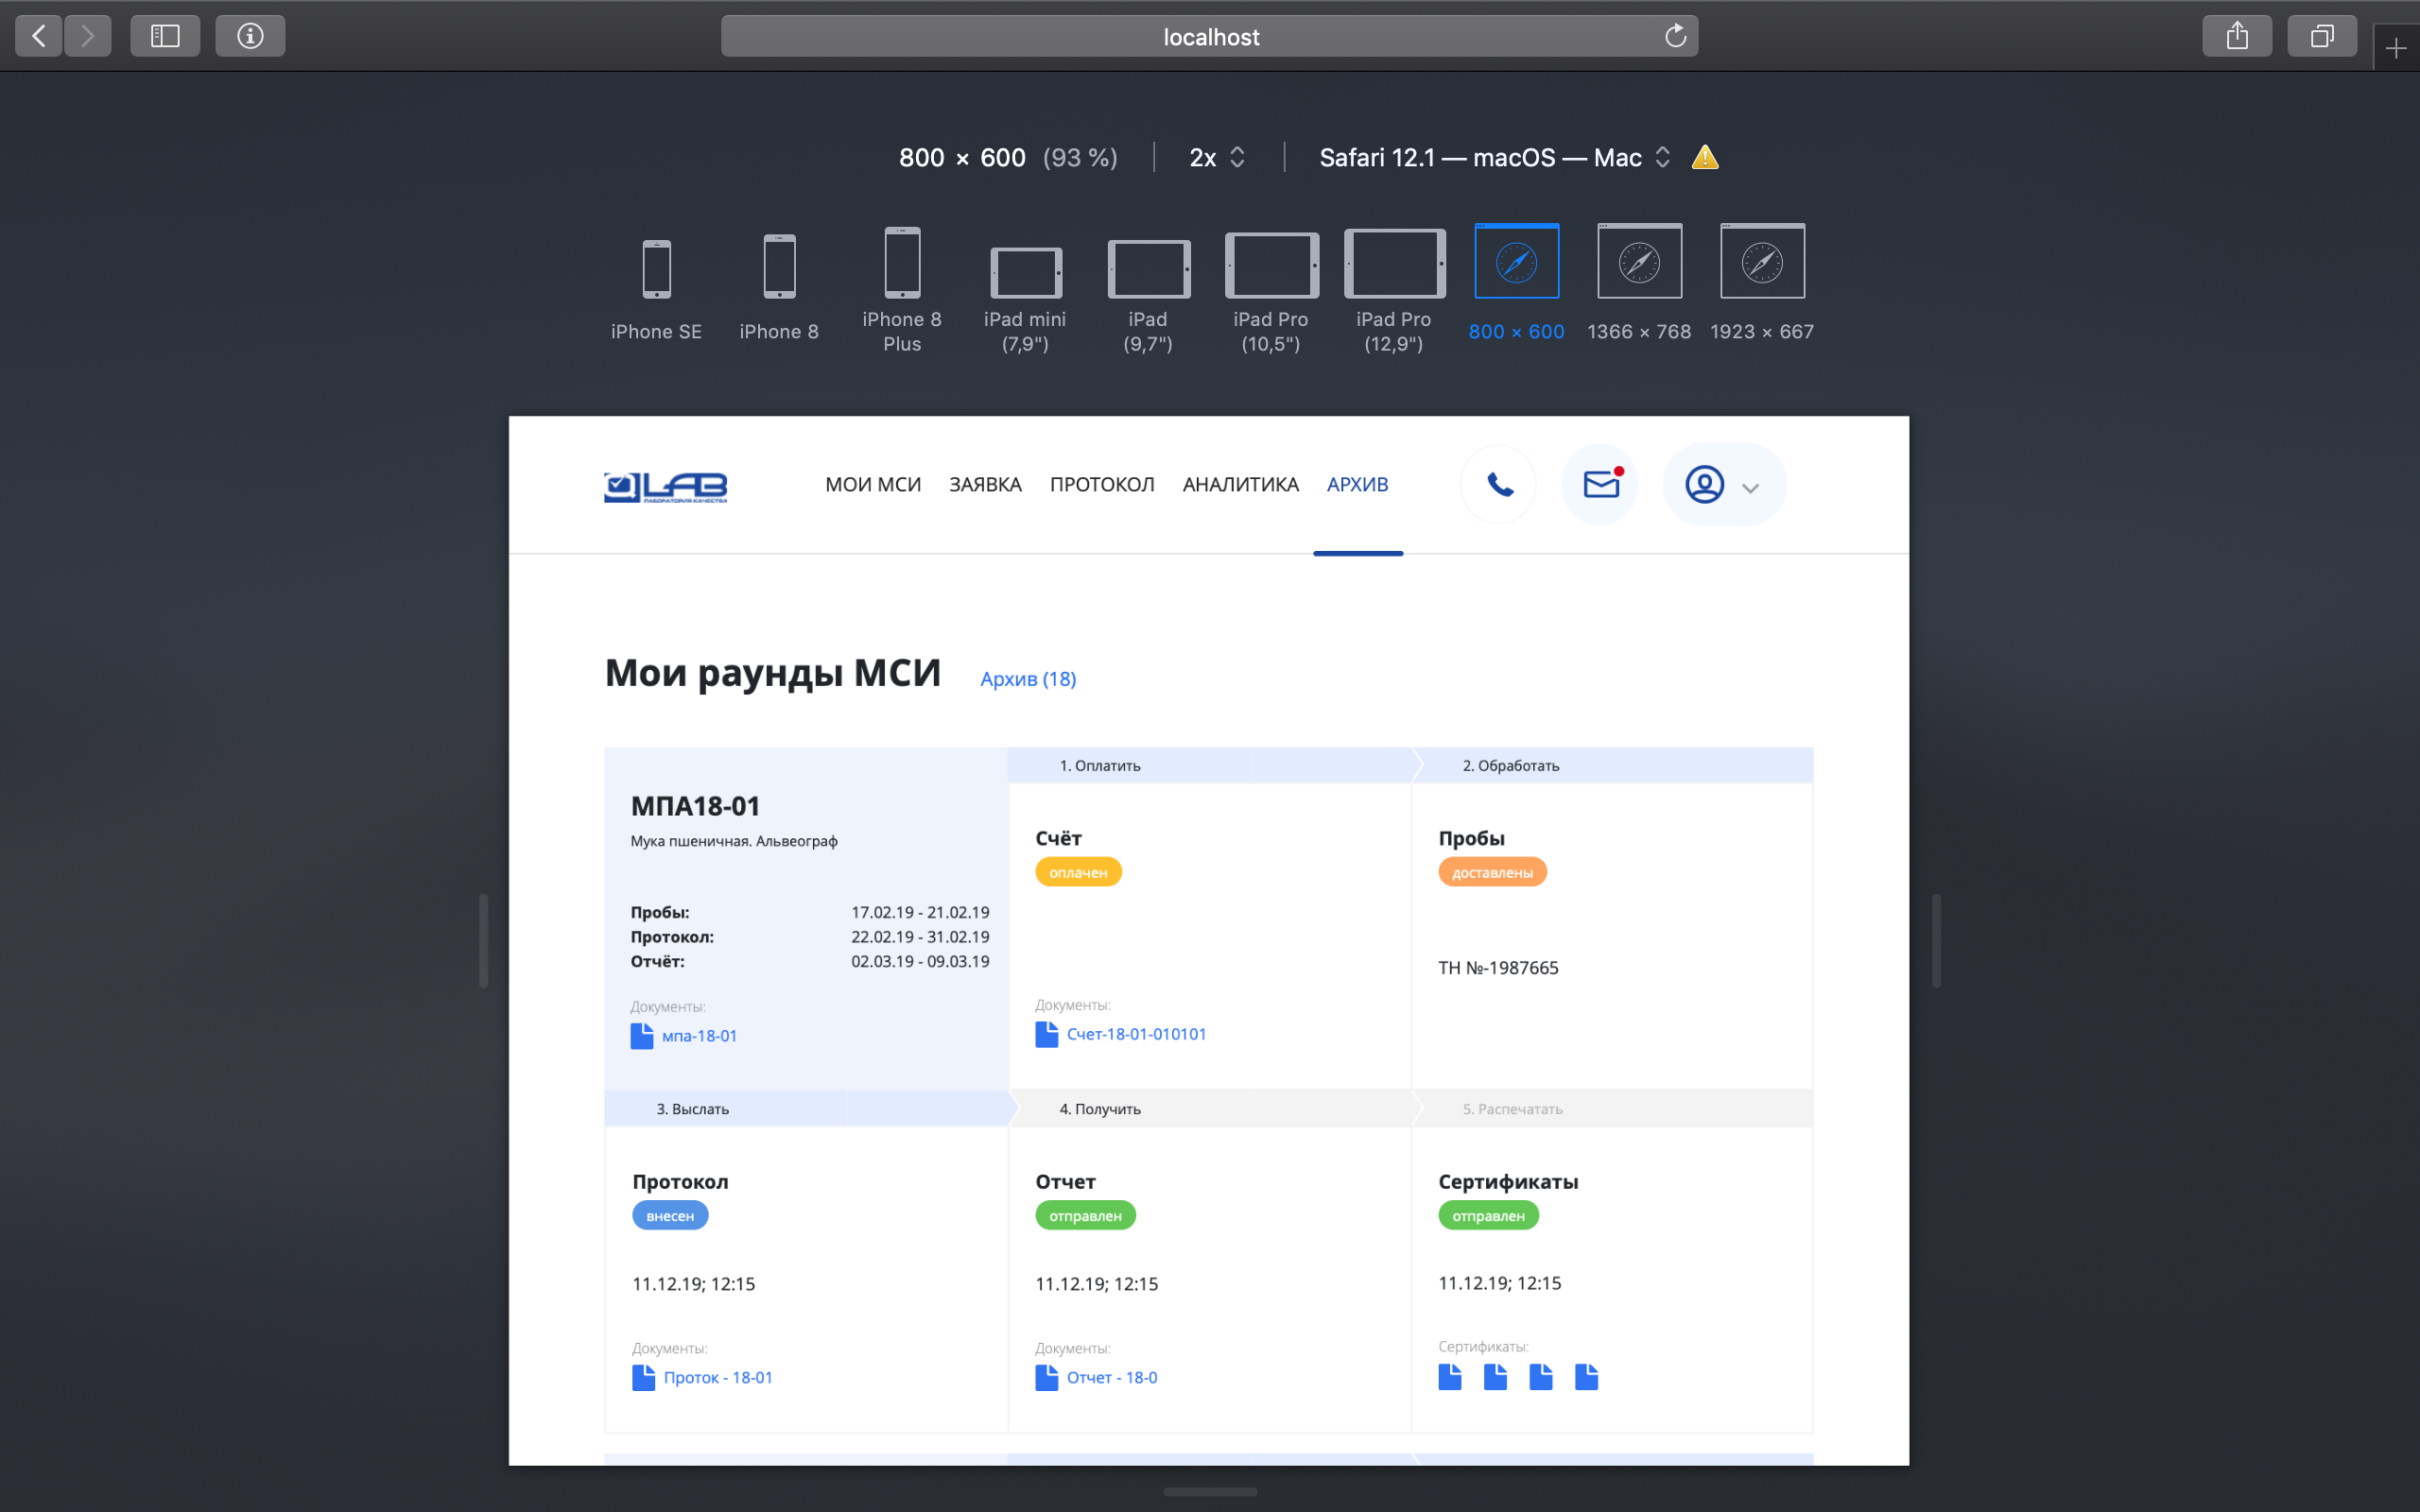 localhost
800 × 600 (93 %) 2x Safari 12.1 — macOS — Mac
iPhone SE
iPhone 8
iPhone 8
Plus
iPad mini
(7,9")
iPad
(9,7")
iPad Pro
(10,5")
iPad Pro
(12,9")
800 × 600
1366 × 768
1923 × 667
QLAB
ЛАБОРАТОРИЯ КАЧЕСТВА
МОИ МСИ ЗАЯВКА ПРОТОКОЛ АНАЛИТИКА АРХИВ
Мои раунды МСИ Архив (18)
МПА18-01
Мука пшеничная. Альвеограф
Пробы: 17.02.19 - 21.02.19
Протокол: 22.02.19 - 31.02.19
Отчёт: 02.03.19 - 09.03.19
Документы:
мпа-18-01
1. Оплатить
Счёт
оплачен
Документы:
Счет-18-01-010101
2. Обработать
Пробы
доставлены
ТН №-1987665
3. Выслать
Протокол
внесен
11.12.19; 12:15
Документы:
Проток - 18-01
4. Получить
Отчет
отправлен
11.12.19; 12:15
Документы:
Отчет - 18-0
5. Распечатать
Сертификаты
отправлен
11.12.19; 12:15
Сертификаты: